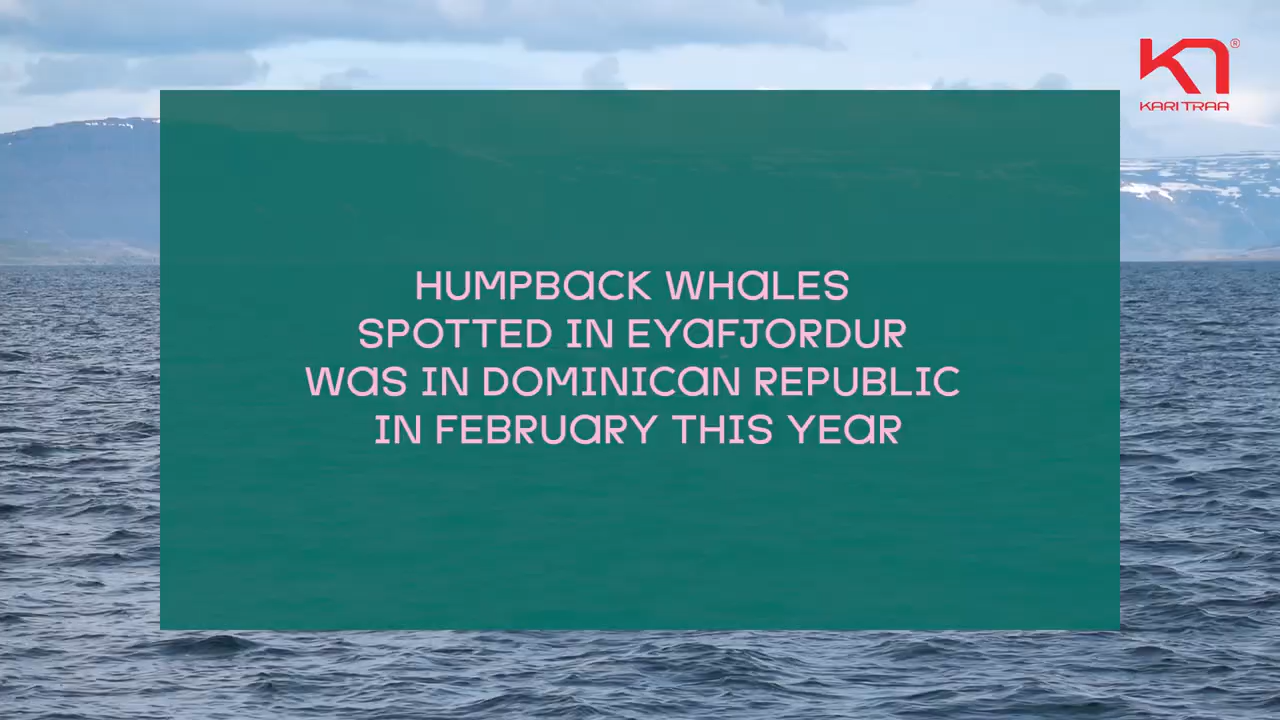 KARI TRAA
HUMPBACK WHALES
SPOTTED IN EYAFJORDUR
WAS IN DOMINICAN REPUBLIC
IN FEBRUARY THIS YEAR